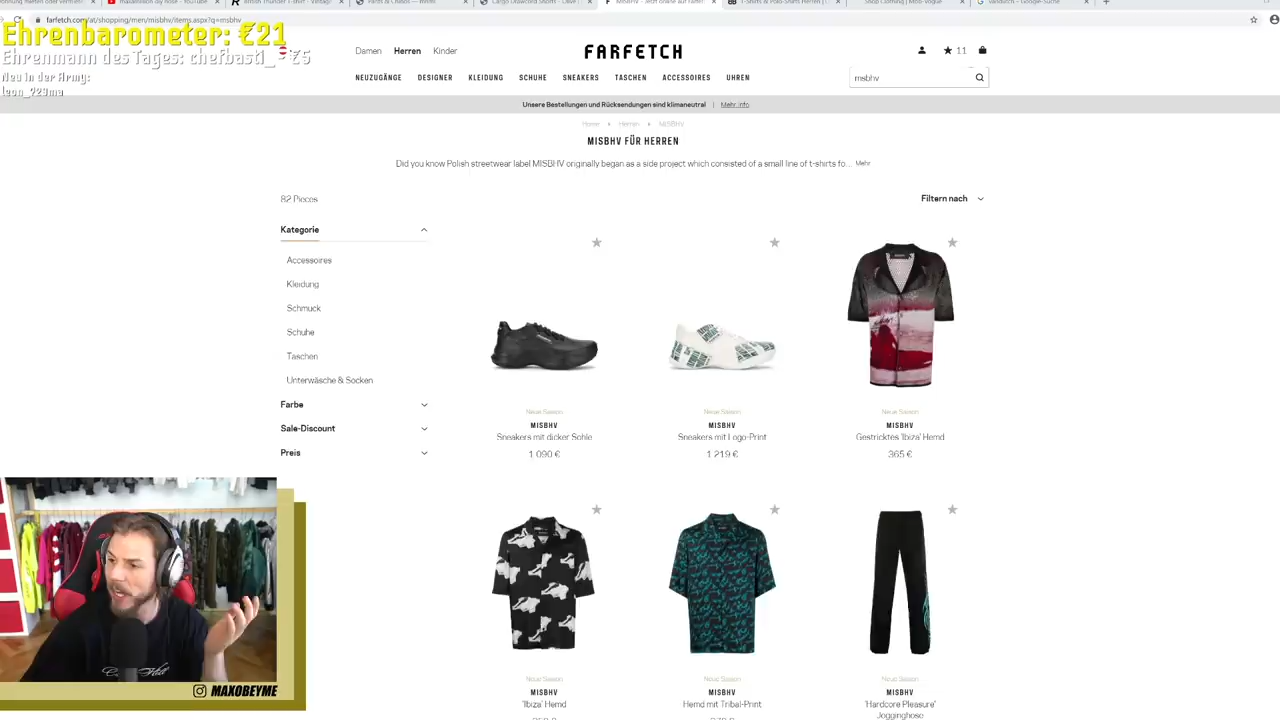 Ehrenbarometer: €21
Ehrenmann des Tages: chefbasti_ - €5
Neu in der Army:
leon_923ma
farfetch.com/at/shopping/men/misbhv/items.aspx?q=misbhv
Damen Herren Kinder
FARFETCH
11
NEUZUGÄNGE DESIGNER KLEIDUNG SCHUHE SNEAKERS TASCHEN ACCESSOIRES UHREN
msbhv
Unsere Bestellungen und Rücksendungen sind klimaneutral | Mehr info
Home Herren MISBHV
MISBHV FÜR HERREN
Did you know Polish streetwear label MISBHV originally began as a side project which consisted of a small line of t-shirts fo... Mehr
82 Pieces
Filtern nach
Kategorie
Accessoires
Kleidung
Schmuck
Schuhe
Taschen
Unterwäsche & Socken
Farbe
Sale-Discount
Preis
Neue Saison
MISBHV
Sneakers mit dicker Sohle
1 090 €
Neue Saison
MISBHV
Sneakers mit Logo-Print
1 219 €
Neue Saison
MISBHV
Gestricktes 'Ibiza' Hemd
365 €
Neue Saison
MISBHV
'Ibiza' Hemd
Neue Saison
MISBHV
Hemd mit Tribal-Print
Neue Saison
MISBHV
'Hardcore Pleasure'
Jogginghose
MAXOBEYME